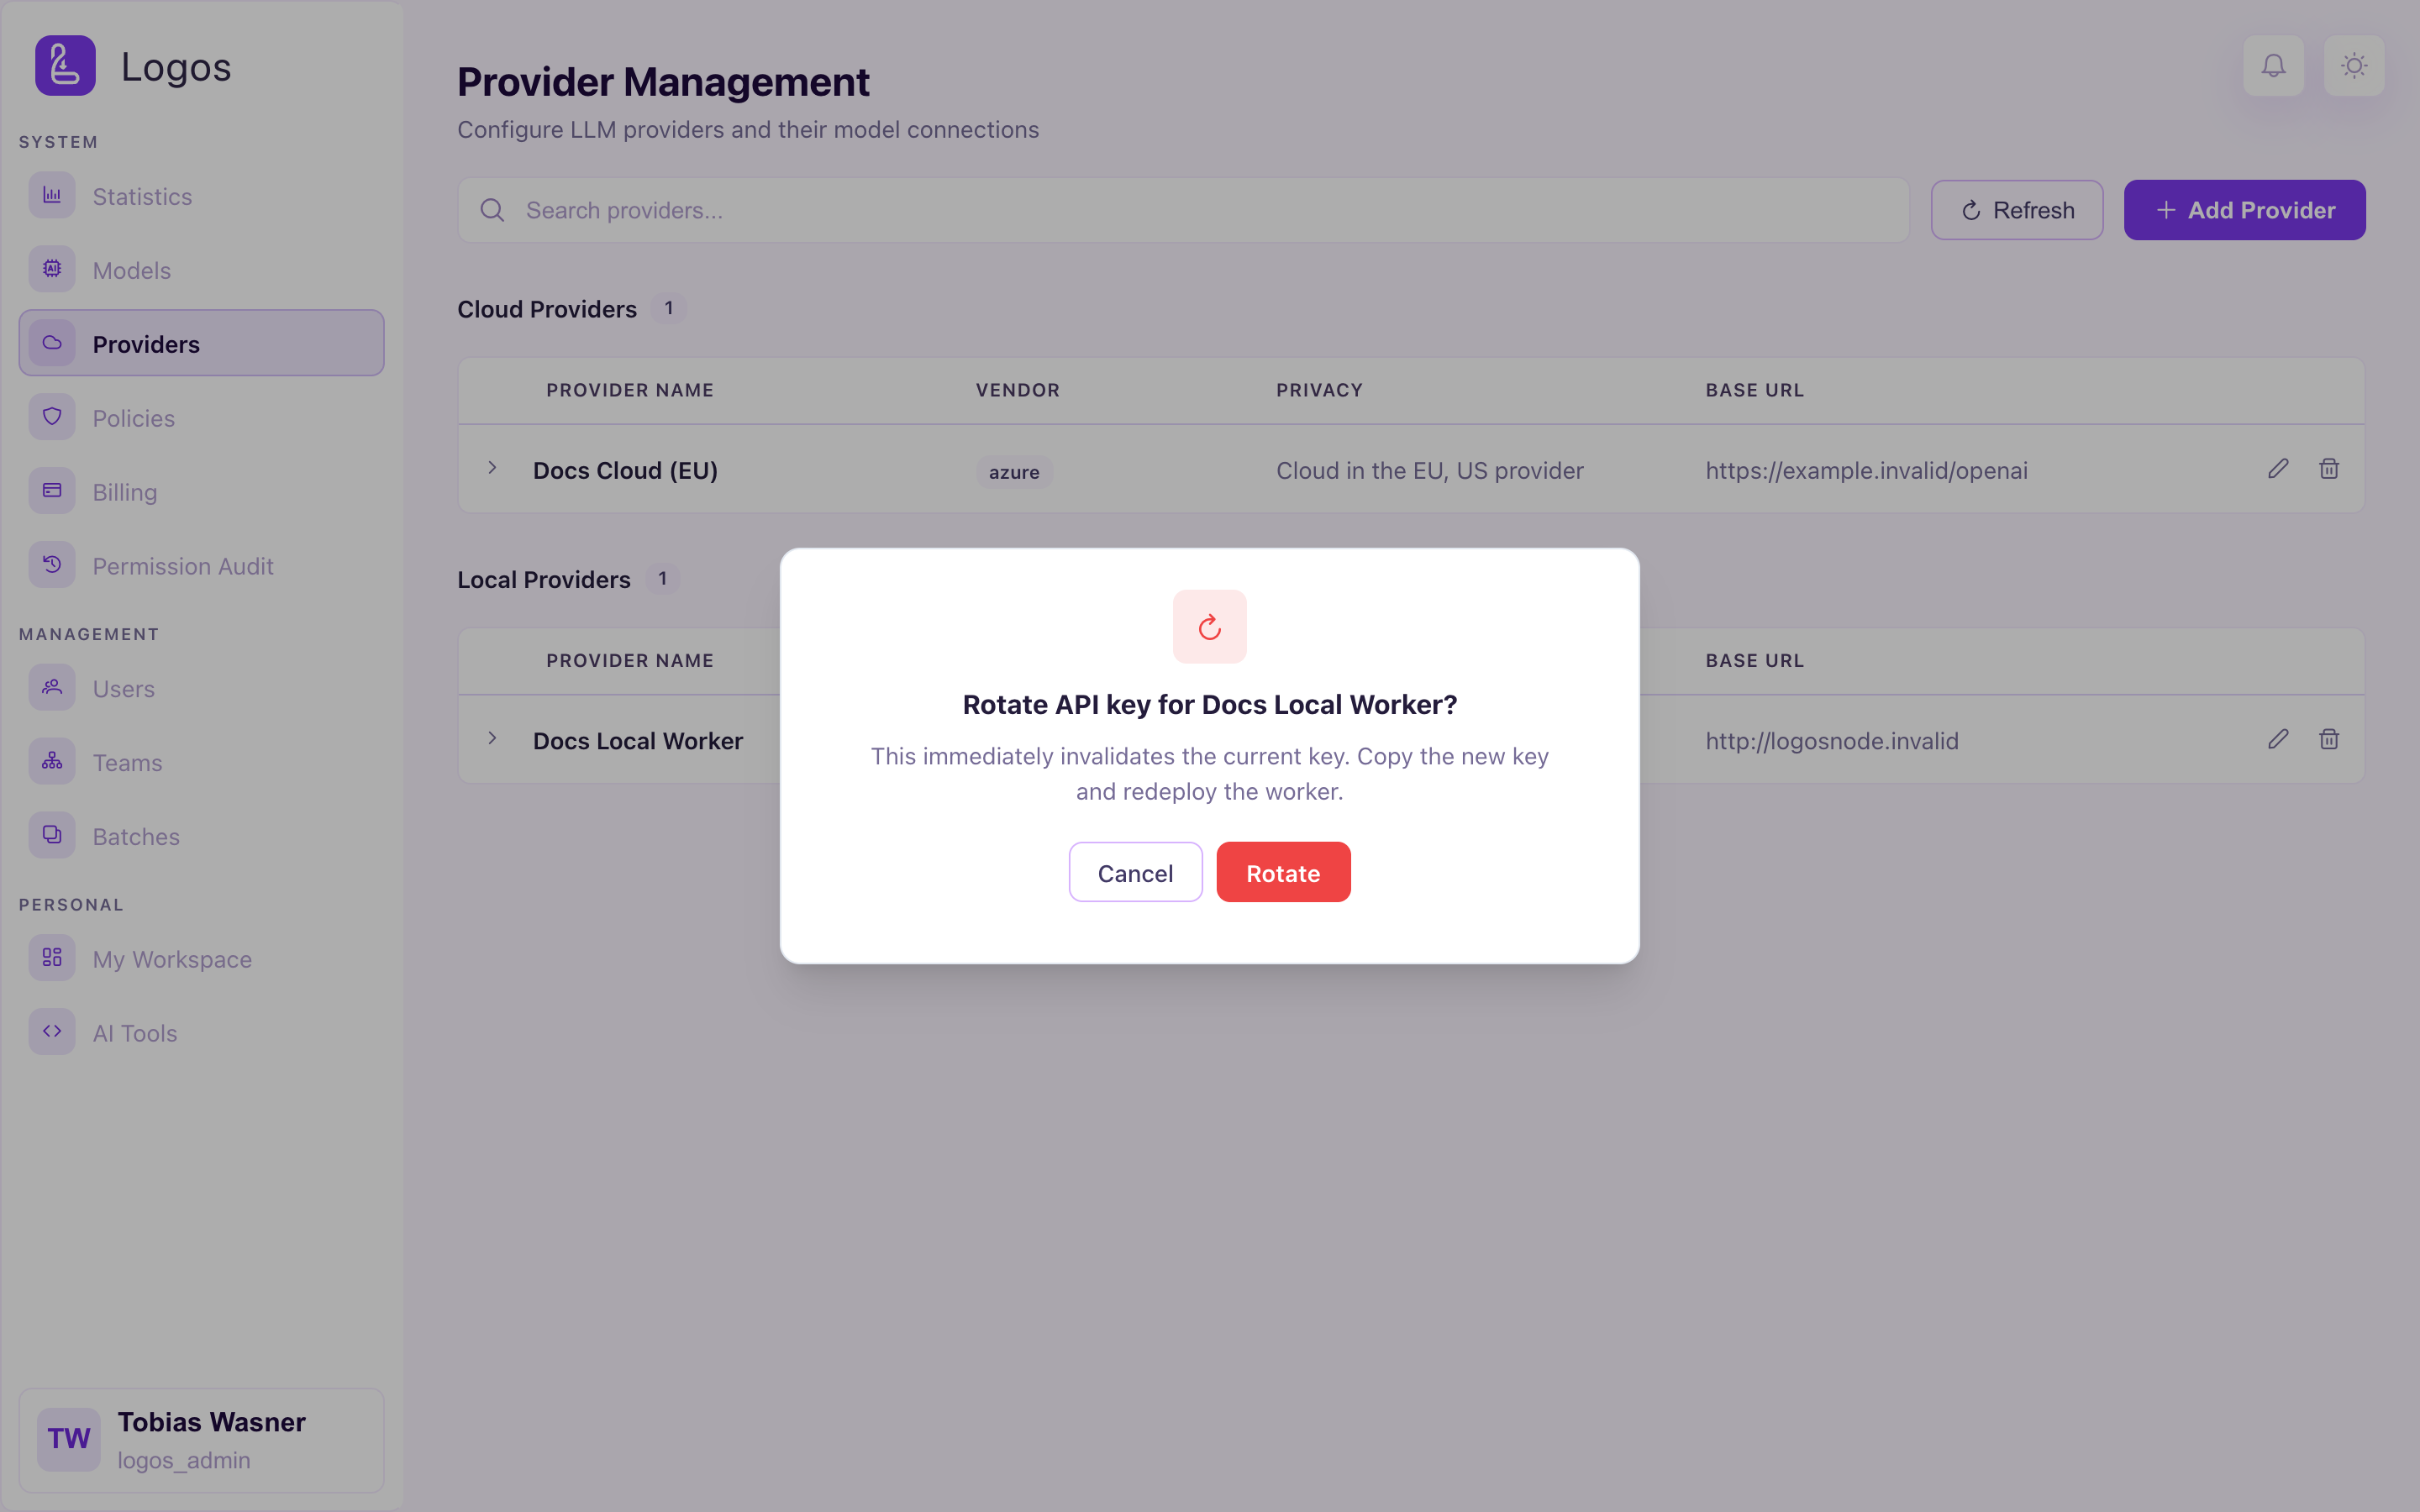 Logos
SYSTEM
Statistics
Models
Providers
Policies
Billing
Permission Audit
MANAGEMENT
Users
Teams
Batches
PERSONAL
My Workspace
AI Tools
TW
Tobias Wasner
logos_admin
Provider Management
Configure LLM providers and their model connections
Search providers...
Refresh
+ Add Provider
Cloud Providers 1
PROVIDER NAME VENDOR PRIVACY BASE URL
Docs Cloud (EU) azure Cloud in the EU, US provider https://example.invalid/openai
Local Providers 1
PROVIDER NAME BASE URL
Docs Local Worker http://logosnode.invalid
Rotate API key for Docs Local Worker?
This immediately invalidates the current key. Copy the new key
and redeploy the worker.
Cancel Rotate